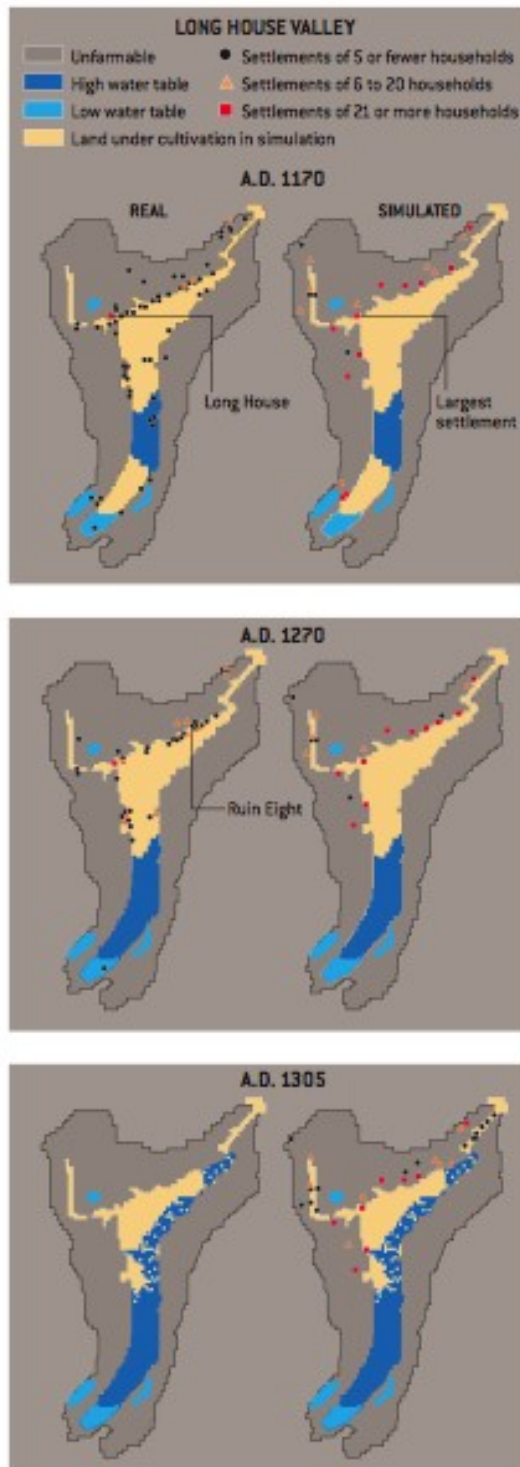 LONG HOUSE VALLEY
Unfarmable
Settlements of 5 or fewer households
High water table
Settlements of 6 to 20 households
Low water table
Settlements of 21 or more households
Land under cultivation in simulation
A.D. 1170
REAL
SIMULATED
Long House
Largest
settlement
A.D. 1270
Ruin Eight
A.D. 1305